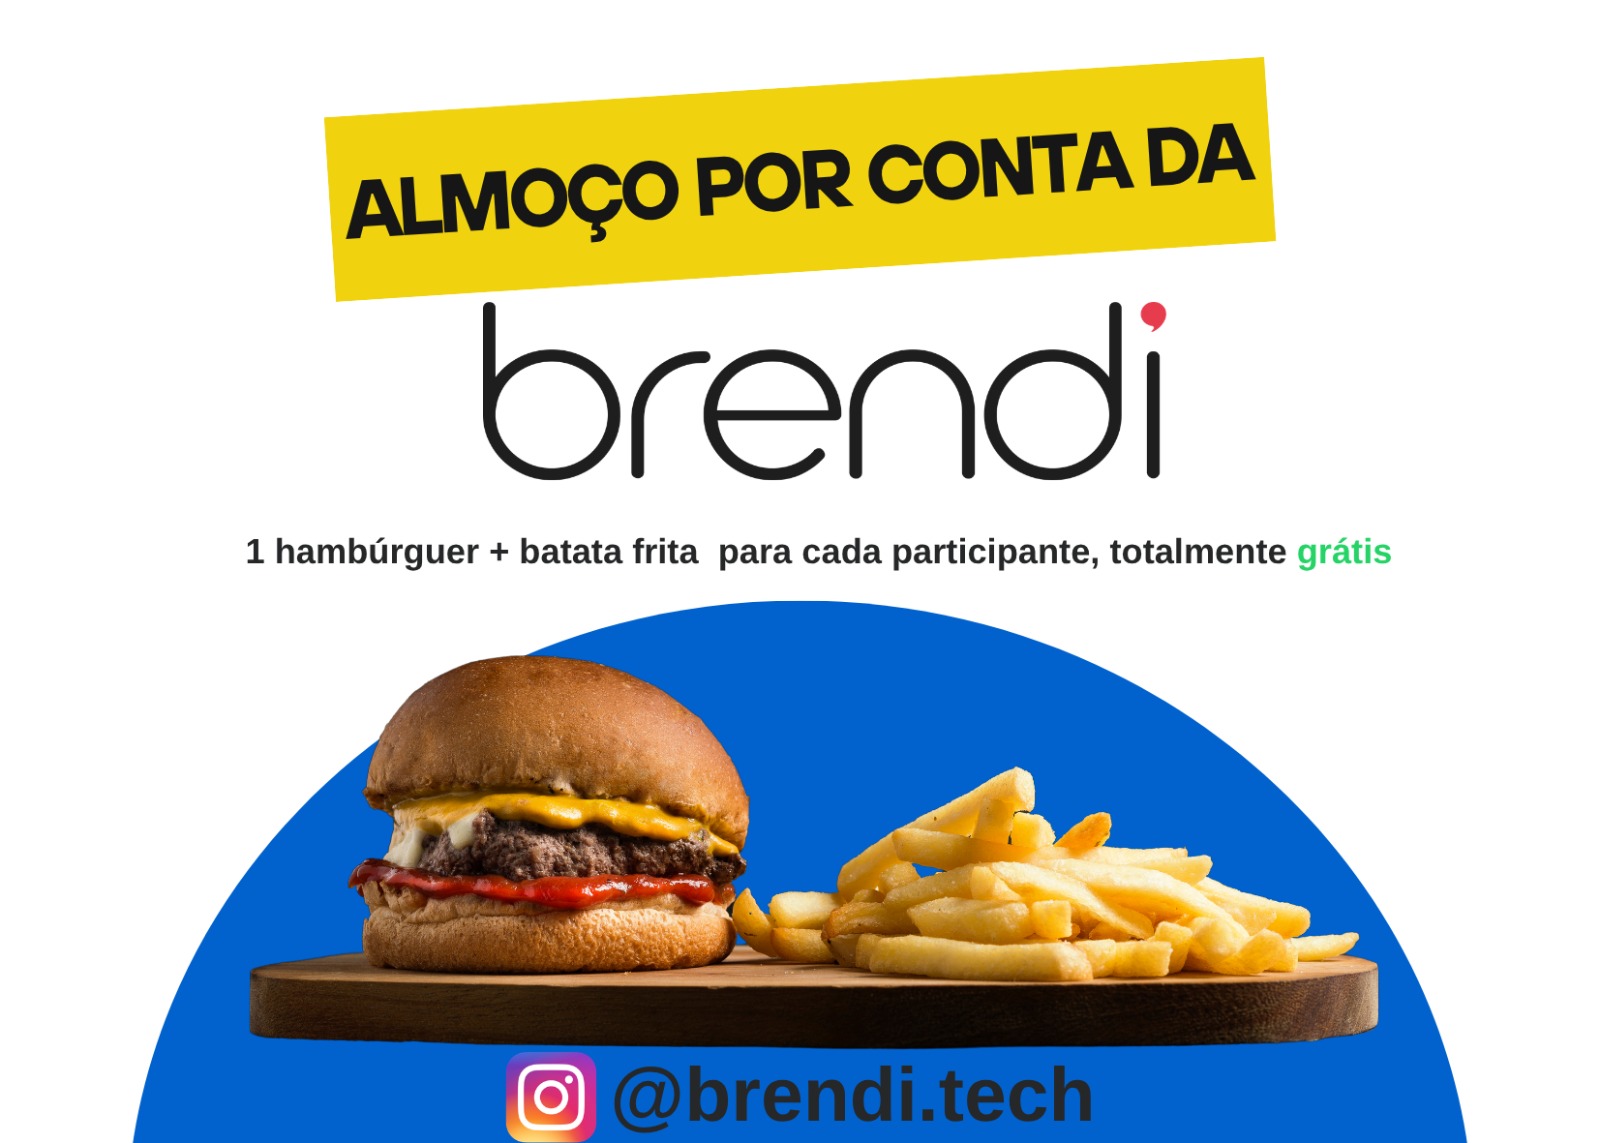 ALMOÇO POR CONTA DA
brendi
1 hambúrguer + batata frita  para cada participante, totalmente grátis
@brendi.tech